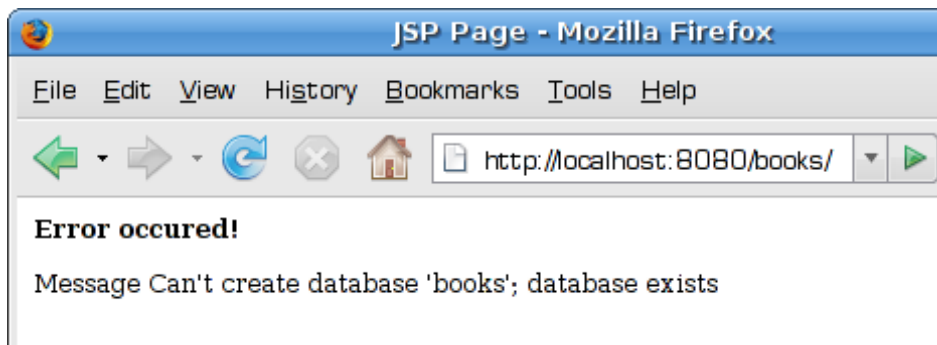 JSP Page - Mozilla Firefox
File Edit View History Bookmarks Tools Help
http://localhost:8080/books/
Error occured!
Message Can't create database 'books'; database exists